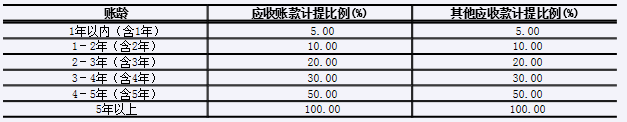 账龄 应收账款计提比例(%) 其他应收款计提比例(%)
1年以内（含1年） 5.00 5.00
1－2年（含2年） 10.00 10.00
2－3年（含3年） 20.00 20.00
3－4年（含4年） 30.00 30.00
4－5年（含5年） 50.00 50.00
5年以上 100.00 100.00